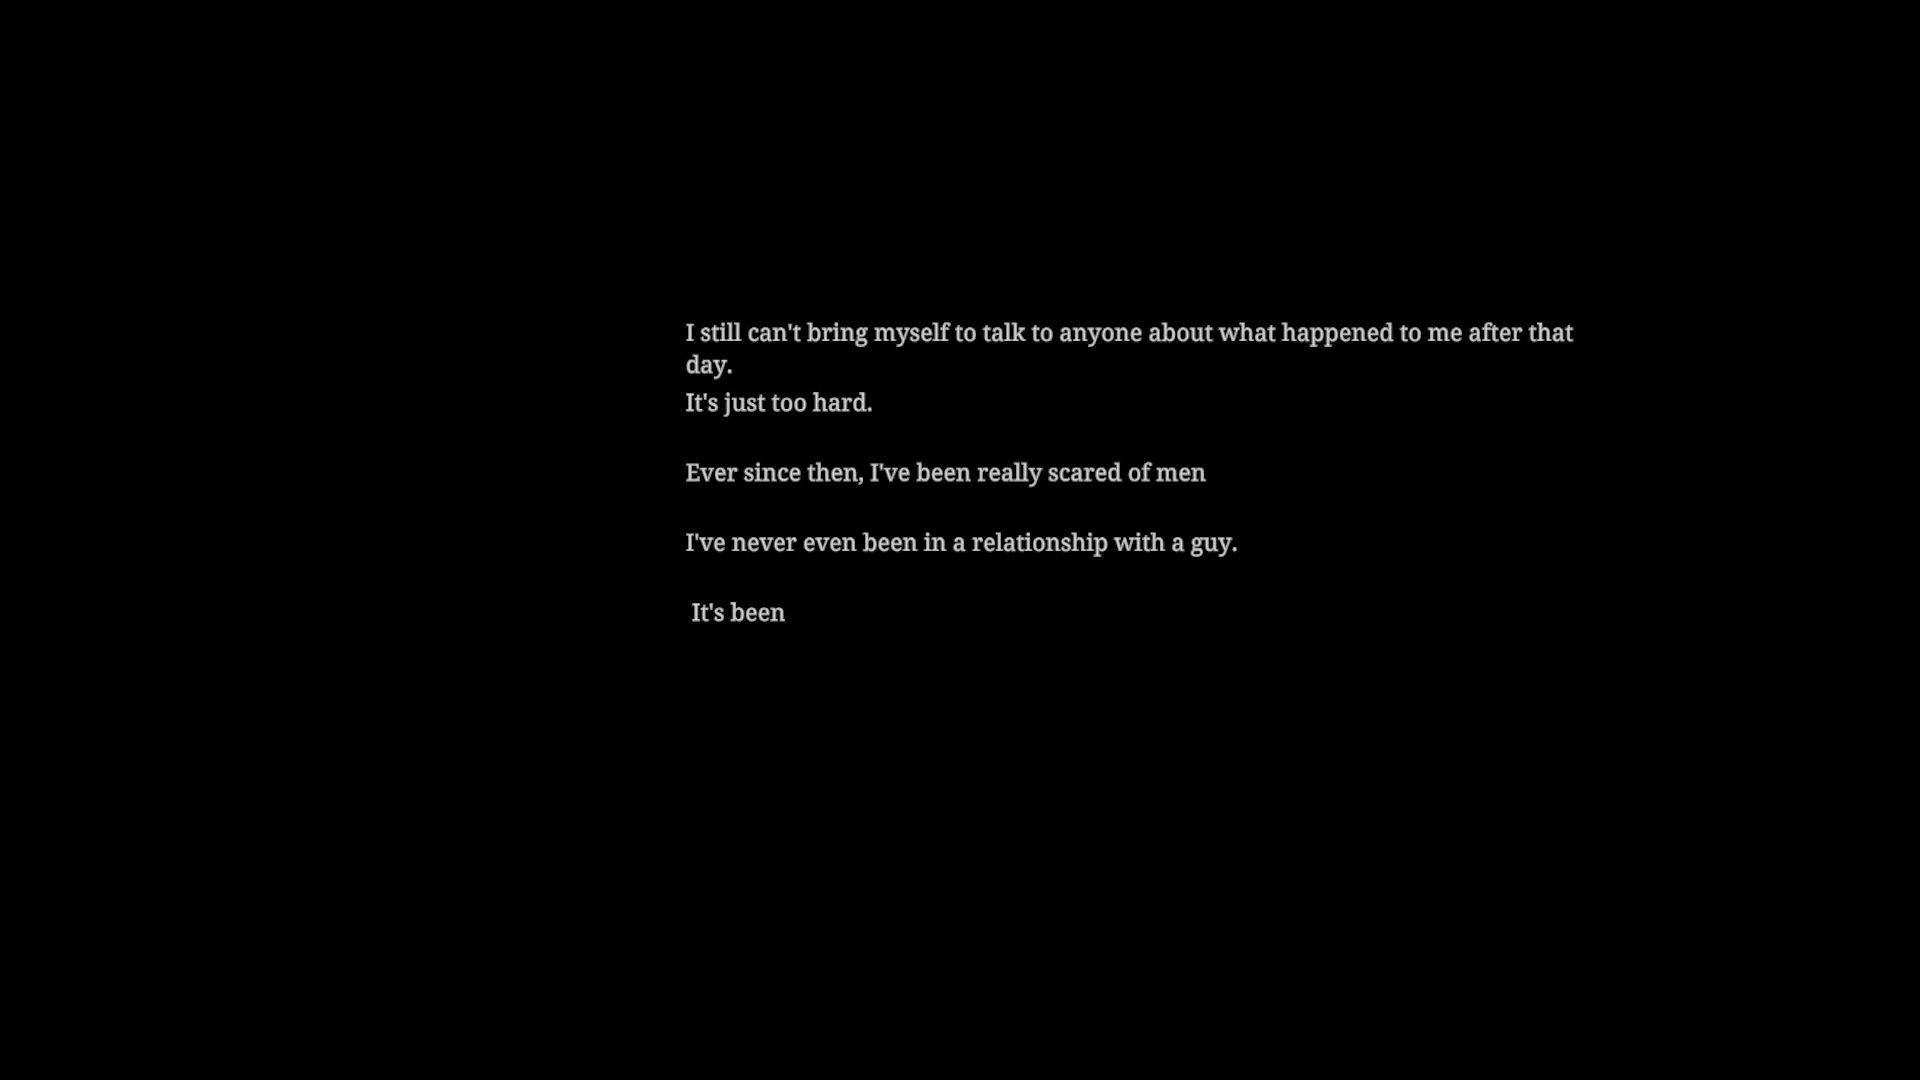 I still can't bring myself to talk to anyone about what happened to me after that
day.
It's just too hard.
Ever since then, I've been really scared of men
I've never even been in a relationship with a guy.
It's been